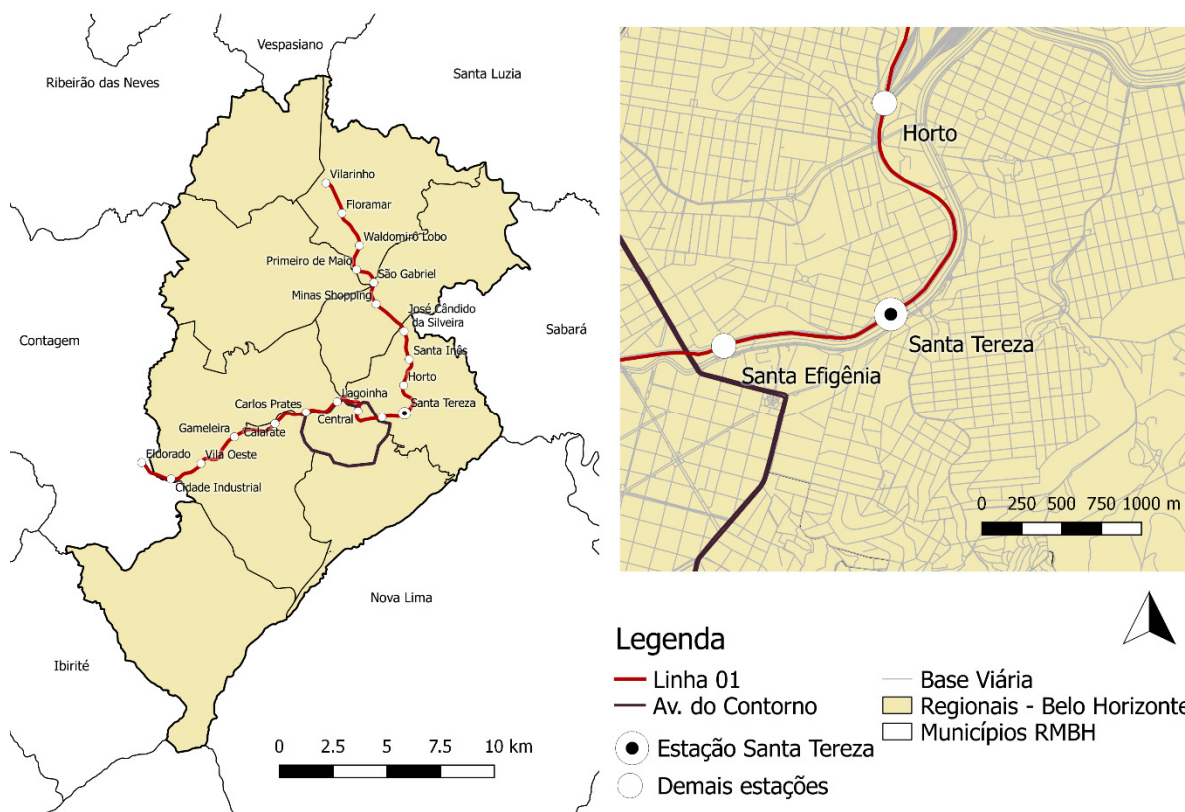 Vespasiano
Ribeirão das Neves
Santa Luzia
Vilarinho
Floramar
Waldomiro Lobo
Primeiro de Maio
São Gabriel
Minas Shopping
José Cândido
da Silveira
Contagem
Sabará
Santa Inês
Horto
Lagoinha
Carlos Prates
Santa Tereza
Central
Gameleira
Calafate
Eldorado
Vila Oeste
Cidade Industrial
Nova Lima
Ibirité
0 2.5 5 7.5 10 km
Horto
Santa Tereza
Santa Efigênia
0 250 500 750 1000 m
Legenda
Linha 01
Av. do Contorno
Estação Santa Tereza
Demais estações
Base Viária
Regionais - Belo Horizonte
Municípios RMBH